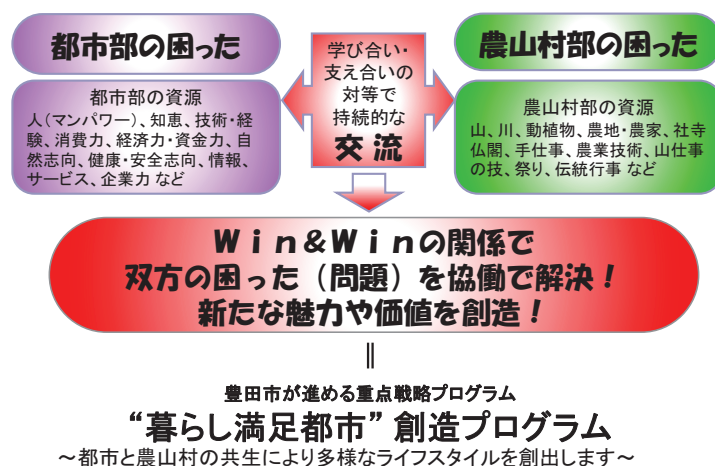 都市部の困った
都市部の資源
人(マンパワー)、知恵、技術・経
験、消費力、経済力・資金力、自
然志向、健康・安全志向、情報、
サービス、企業力 など
学び合い・
支え合いの
対等で
持続的な
交流
農山村部の困った
農山村部の資源
山、川、動植物、農地・農家、社寺
仏閣、手仕事、農業技術、山仕事
の技、祭り、伝統行事 など
Win&Winの関係で
双方の困った(問題)を協働で解決!
新たな魅力や価値を創造!
||
豊田市が進める重点戦略プログラム
“暮らし満足都市”創造プログラム
~都市と農山村の共生により多様なライフスタイルを創出します~